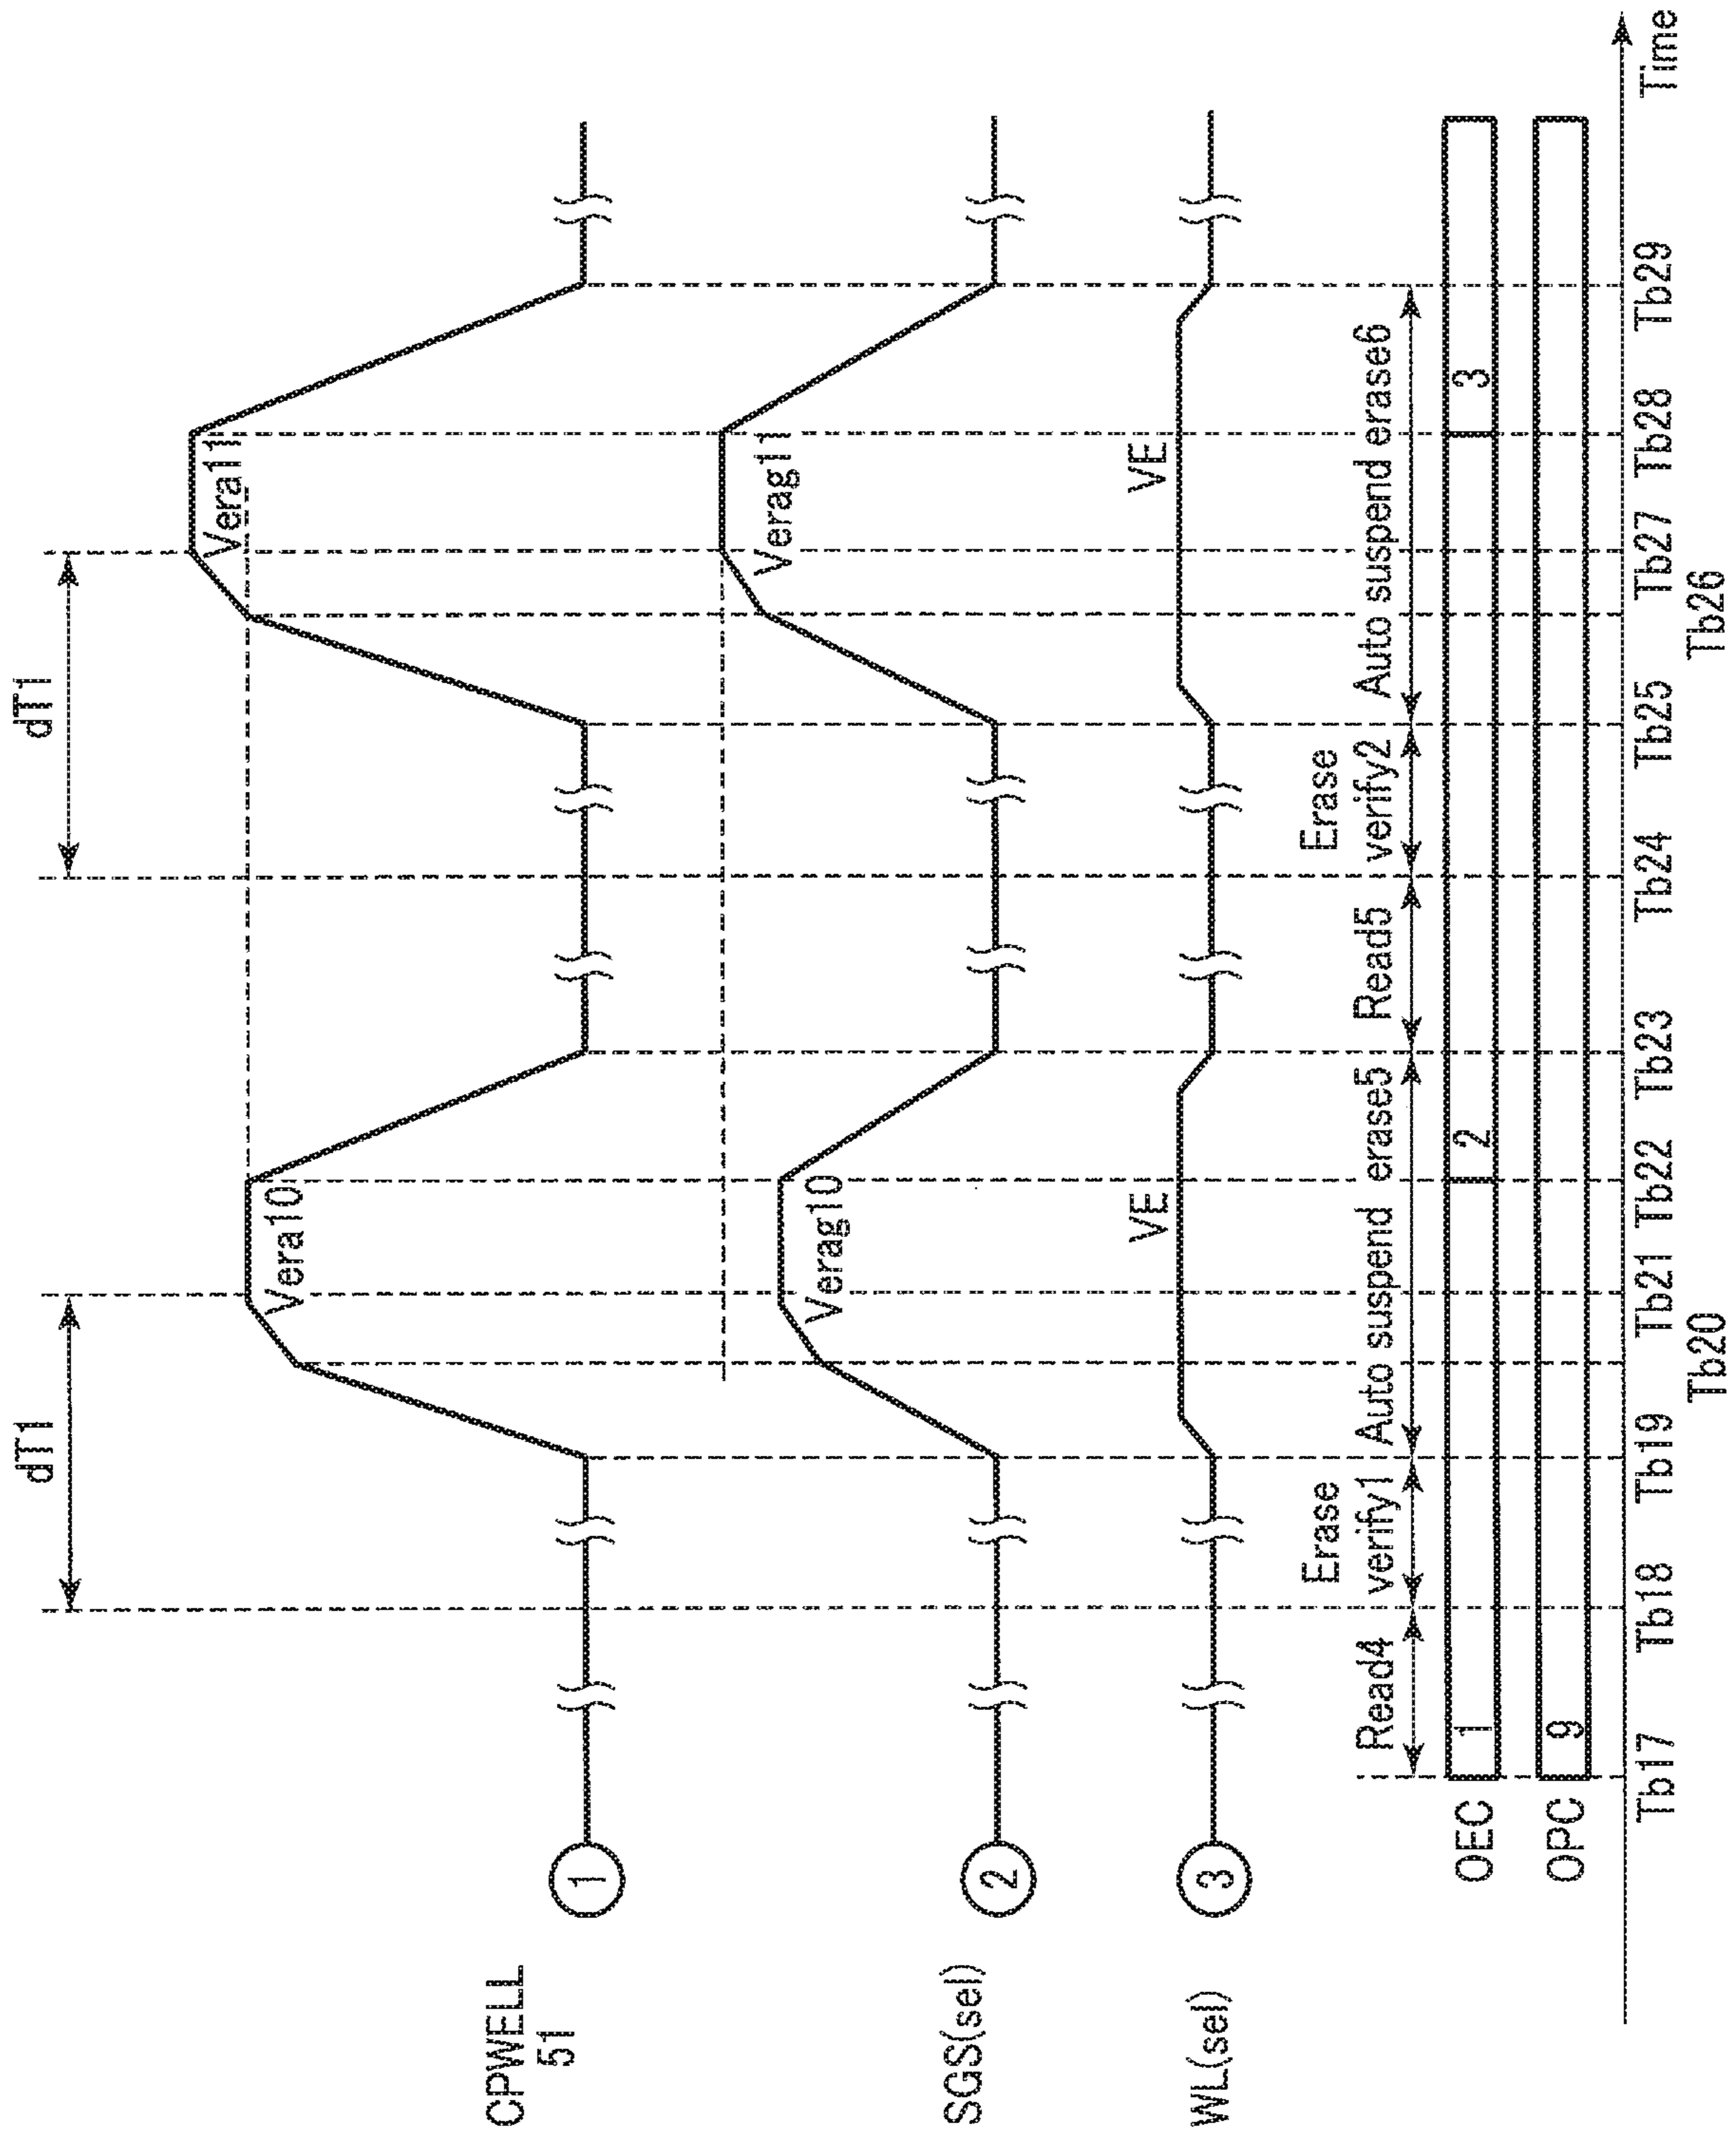 dT1
dT1
CPWELL
51
1
Vera10
Vera11
SGS(sel)
2
Verag10
Verag11
WL(sel)
3
VE
VE
Read4
Erase
verify1
Auto suspend erase5
Read5
Erase
verify2
Auto suspend erase6
OEC
1
2
3
OPC
9
Tb17 Tb18 Tb19 Tb21 Tb22 Tb23 Tb24 Tb25 Tb27 Tb28 Tb29 Time
Tb20 Tb26